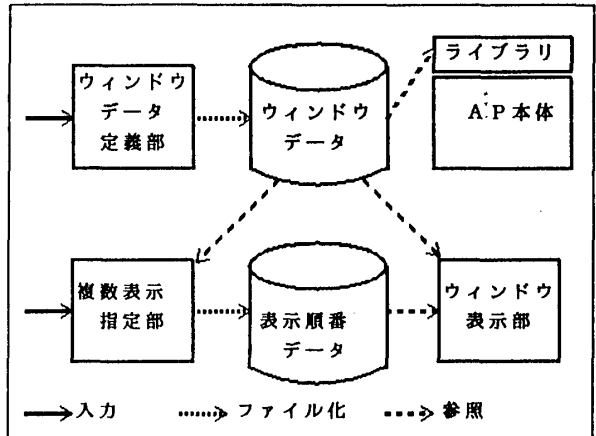 ウィンドウ
データ
定義部
ウィンドウ
データ
ライブラリ
AP本体
複数表示
指定部
表示順番
データ
ウィンドウ
表示部
入力
ファイル化
参照